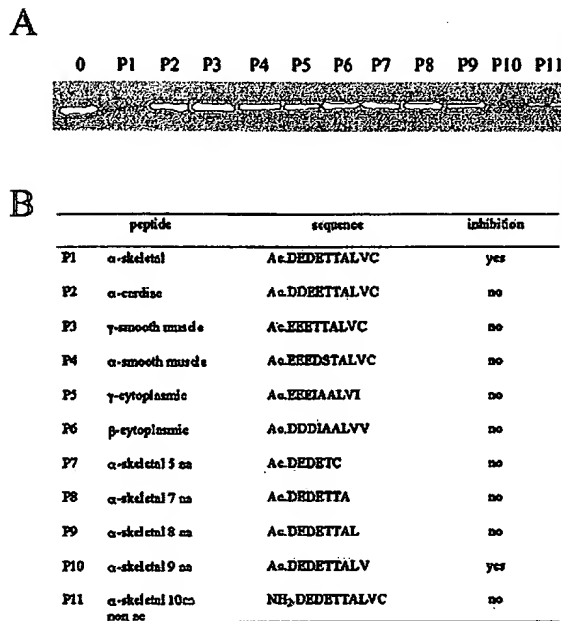 A
0 P1 P2 P3 P4 P5 P6 P7 P8 P9 P10 P11
B
peptide sequence inhibition
P1 α-skeletal Ac.DEDETTALVC yes
P2 α-cardiac Ac.DDEETTALVC no
P3 γ-smooth muscle Ac.EEETTALVC no
P4 α-smooth muscle Ac.EEEDSTALVC no
P5 γ-cytoplasmic Ac.EEEIAALVI no
P6 β-cytoplasmic Ac.DDDIAALVV no
P7 α-skeletal 5 aa Ac.DEDETC no
P8 α-skeletal 7 aa Ac.DEDETTA no
P9 α-skeletal 8 aa Ac.DEDETTAL no
P10 α-skeletal 9 aa Ac.DEDETTALV yes
P11 α-skeletal 10aa NH₂.DEDETTALVC no
non ac